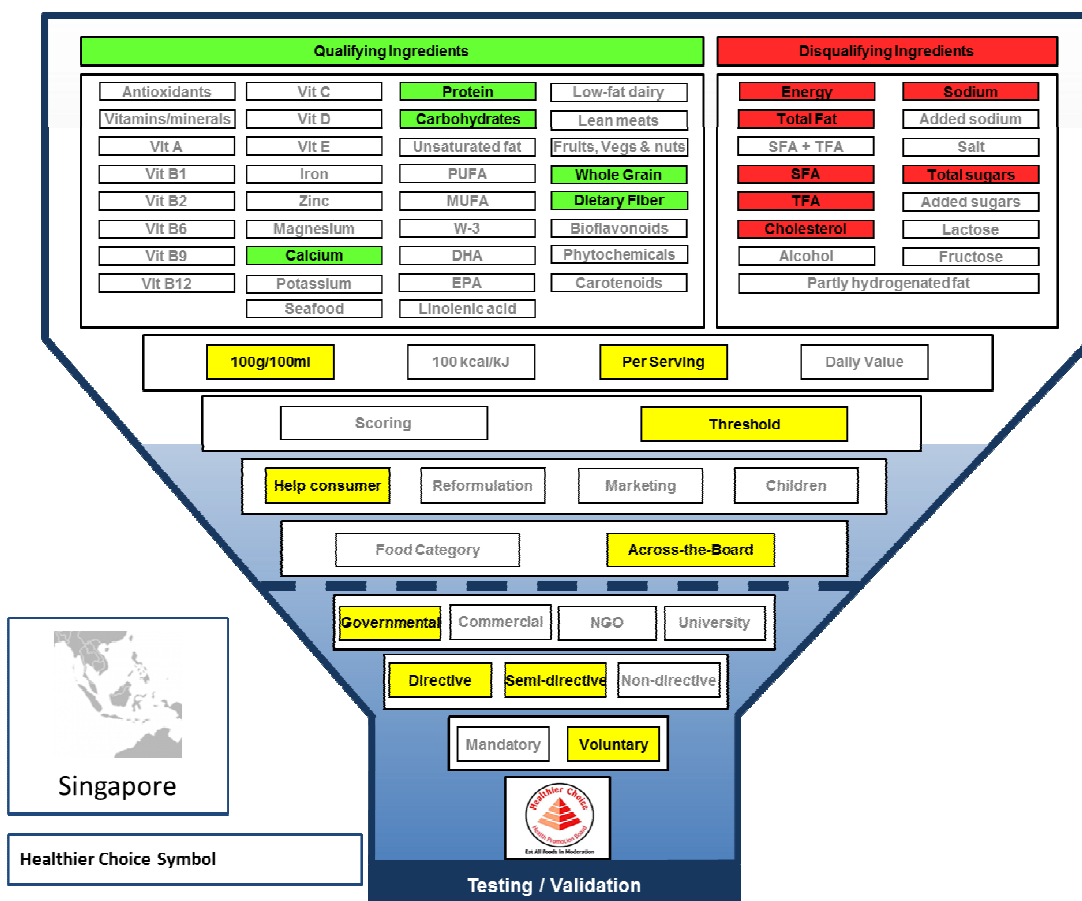 Qualifying Ingredients
Disqualifying Ingredients
Antioxidants
Vit C
Protein
Low-fat dairy
Energy
Sodium
Vitamins/minerals
Vit D
Carbohydrates
Lean meats
Total Fat
Added sodium
Vit A
Vit E
Unsaturated fat
Fruits, Vegs & nuts
SFA + TFA
Salt
Vit B1
Iron
PUFA
Whole Grain
SFA
Total sugars
Vit B2
Zinc
MUFA
Dietary Fiber
TFA
Added sugars
Vit B6
Magnesium
W-3
Bioflavonoids
Cholesterol
Lactose
Vit B9
Calcium
DHA
Phytochemicals
Alcohol
Fructose
Vit B12
Potassium
EPA
Carotenoids
Partly hydrogenated fat
Seafood
Linolenic acid
100g/100ml
100 kcal/kJ
Per Serving
Daily Value
Scoring
Threshold
Help consumer
Reformulation
Marketing
Children
Food Category
Across-the-Board
Governmental
Commercial
NGO
University
Directive
Semi-directive
Non-directive
Mandatory
Voluntary
Singapore
Healthier Choice
Health Promotion Board
Eat All Foods In Moderation
Healthier Choice Symbol
Testing / Validation